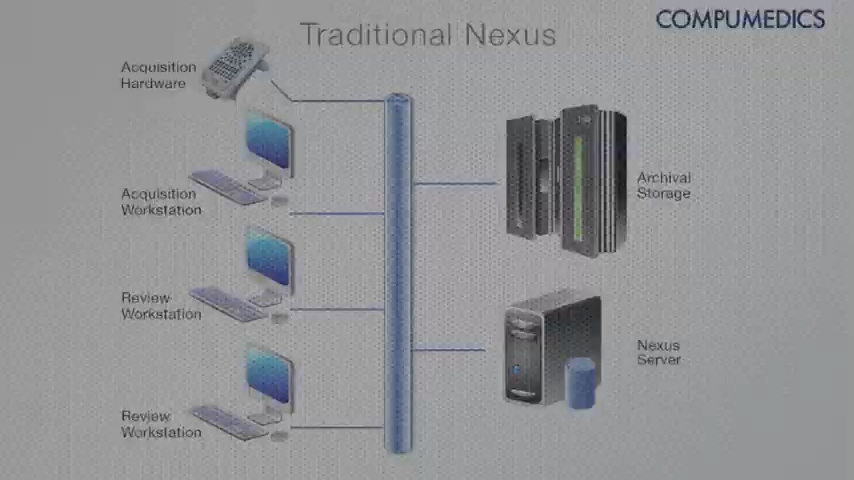 COMPUMEDICS
Traditional Nexus
Acquisition
Hardware
Acquisition
Workstation
Review
Workstation
Review
Workstation
Archival
Storage
Nexus
Server